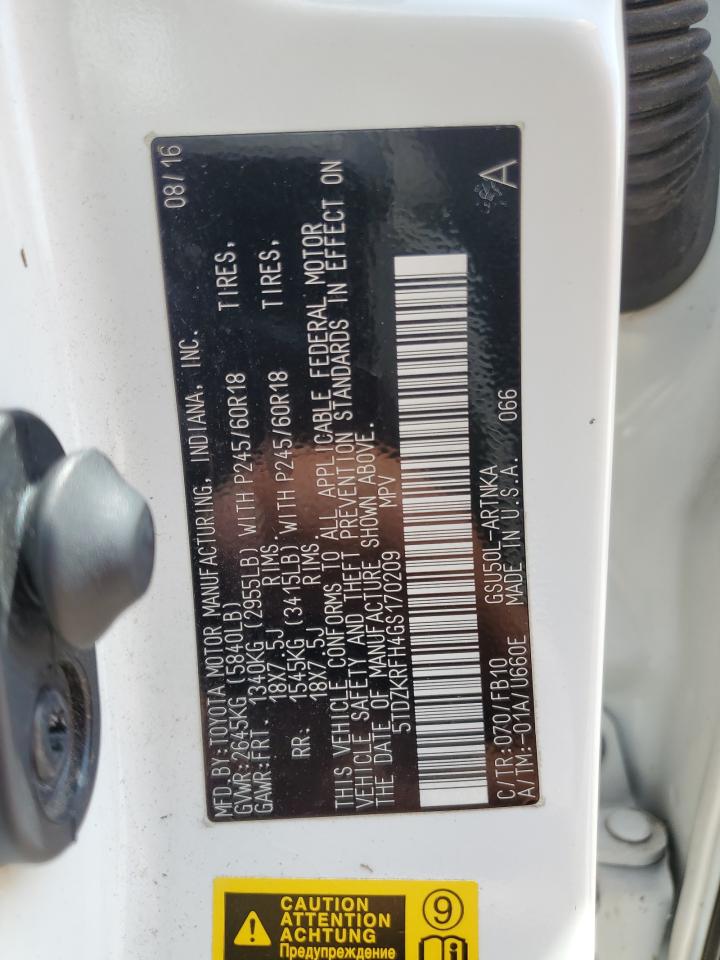 MFD.BY:TOYOTA MOTOR MANUFACTURING, INDIANA, INC. 08/16
GVWR:2645KG (5840LB)
GAWR:FRT. 1340KG (2955LB) WITH P245/60R18 TIRES,
18X7.5J RIMS.
RR: 1545KG (3415LB) WITH P245/60R18 TIRES,
18X7.5J RIMS.
THIS VEHICLE CONFORMS TO ALL APPLICABLE FEDERAL MOTOR
VEHICLE SAFETY AND THEFT PREVENTION STANDARDS IN EFFECT ON
THE DATE OF MANUFACTURE SHOWN ABOVE.
5TDZKRFH4GS170209 MPV
C/TR:070/FB10 GSU50L-ARTNKA
A/TM:-01A/U660E MADE IN U.S.A. 066
A
CAUTION
ATTENTION
ACHTUNG
Предупреждение
9